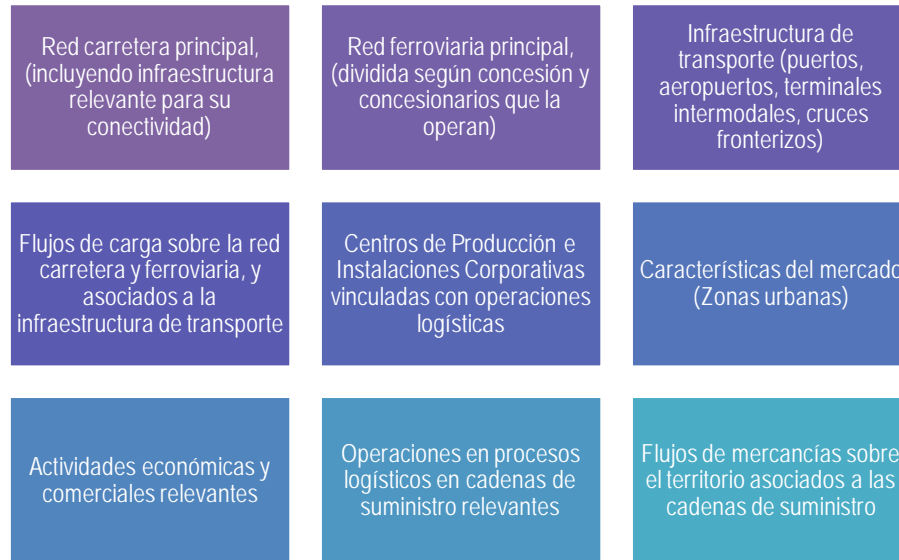 Red carretera principal,
(incluyendo infraestructura
relevante para su
conectividad)
Red ferroviaria principal,
(dividida según concesión y
concesionarios que la
operan)
Infraestructura de
transporte (puertos,
aeropuertos, terminales
intermodales, cruces
fronterizos)
Flujos de carga sobre la red
carretera y ferroviaria, y
asociados a la
infraestructura de transporte
Centros de Producción e
Instalaciones Corporativas
vinculadas con operaciones
logísticas
Características del mercado
(Zonas urbanas)
Actividades económicas y
comerciales relevantes
Operaciones en procesos
logísticos en cadenas de
suministro relevantes
Flujos de mercancías sobre
el territorio asociados a las
cadenas de suministro